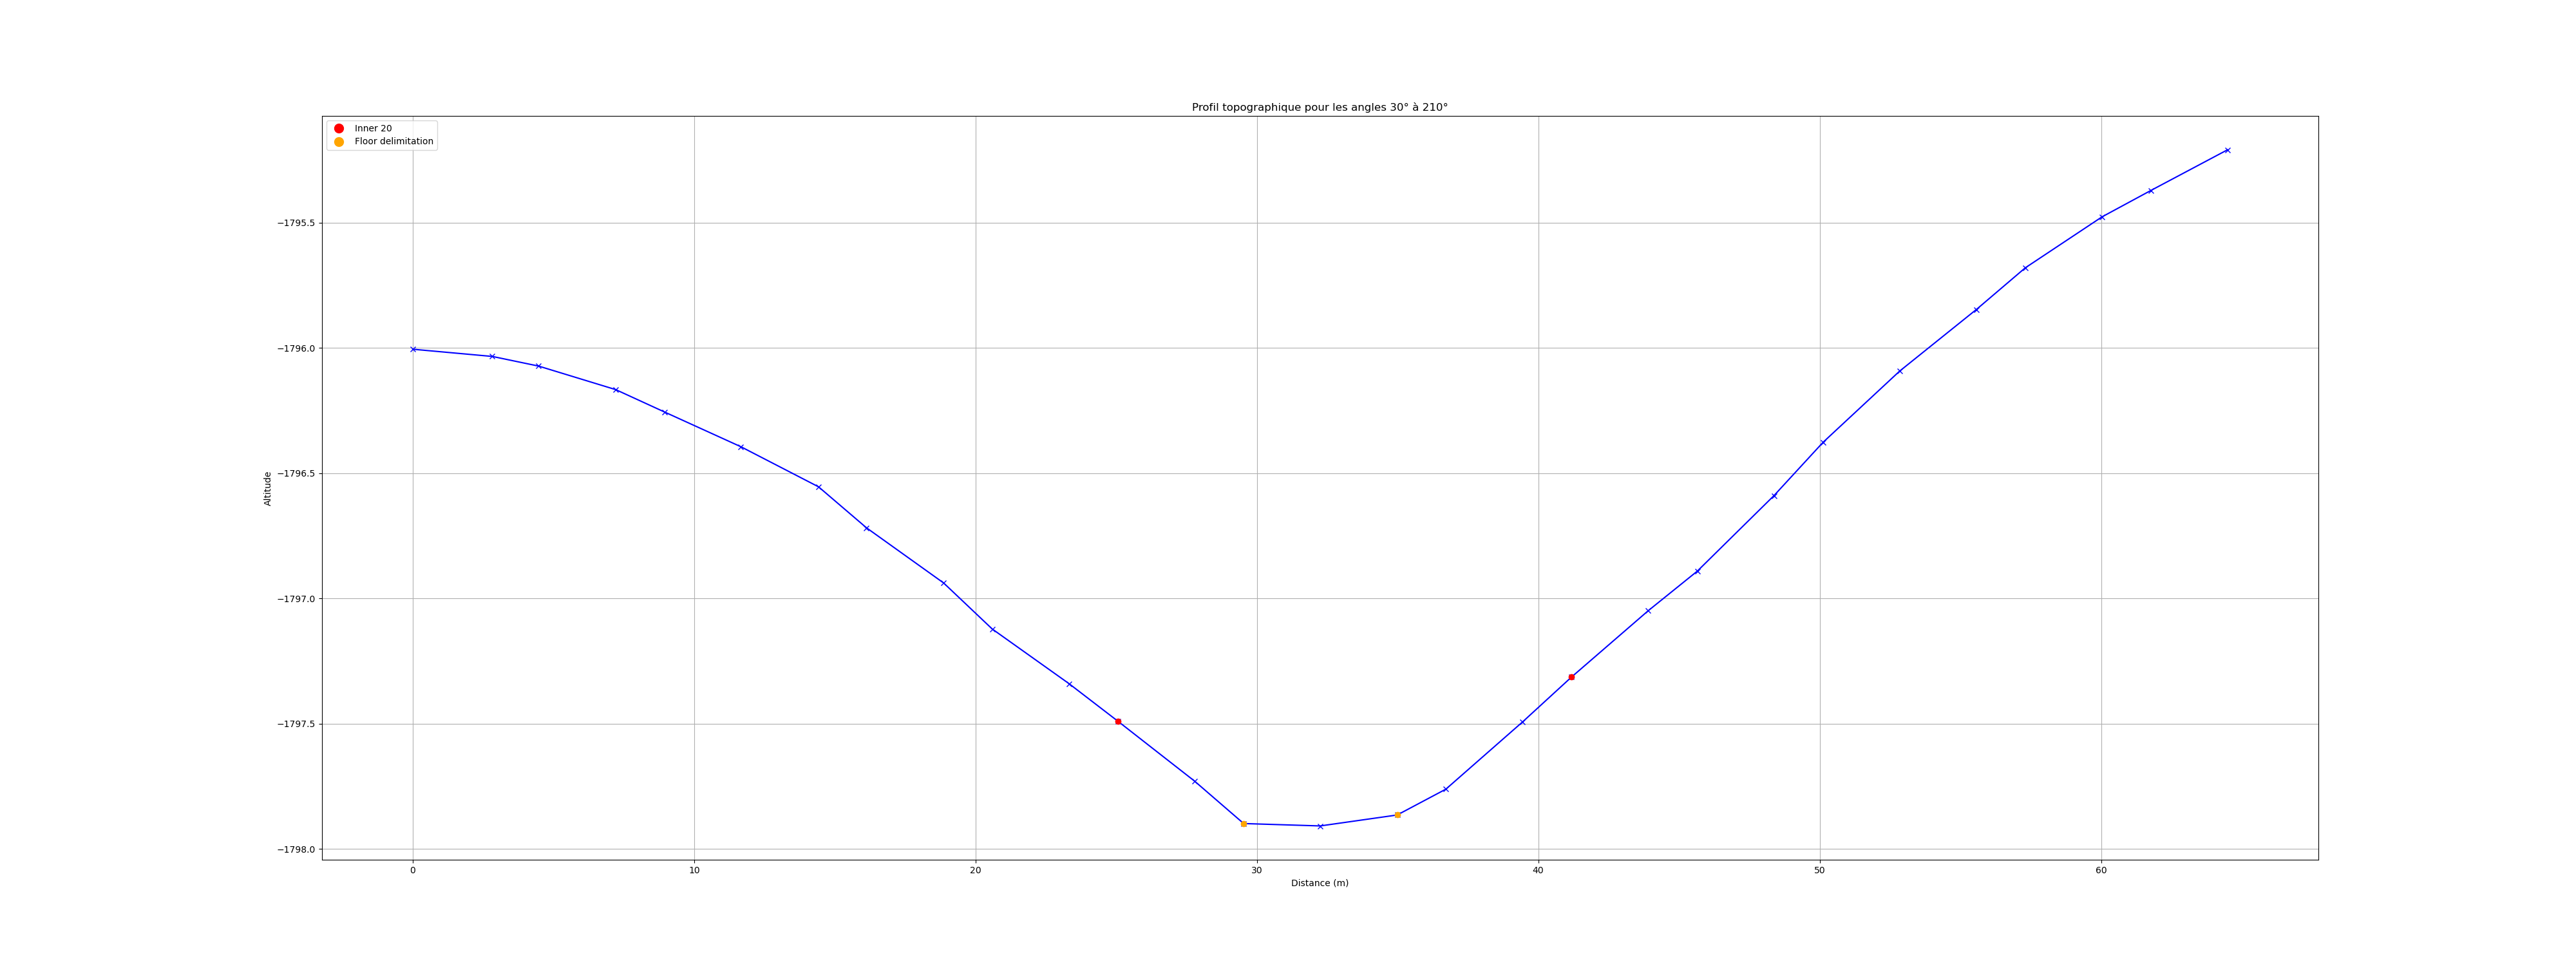 Profil topographique pour les angles 30° à 210°
Inner 20
Floor delimitation
−1795.5
−1796.0
−1796.5
−1797.0
−1797.5
−1798.0
Altitude
0 10 20 30 40 50 60
Distance (m)